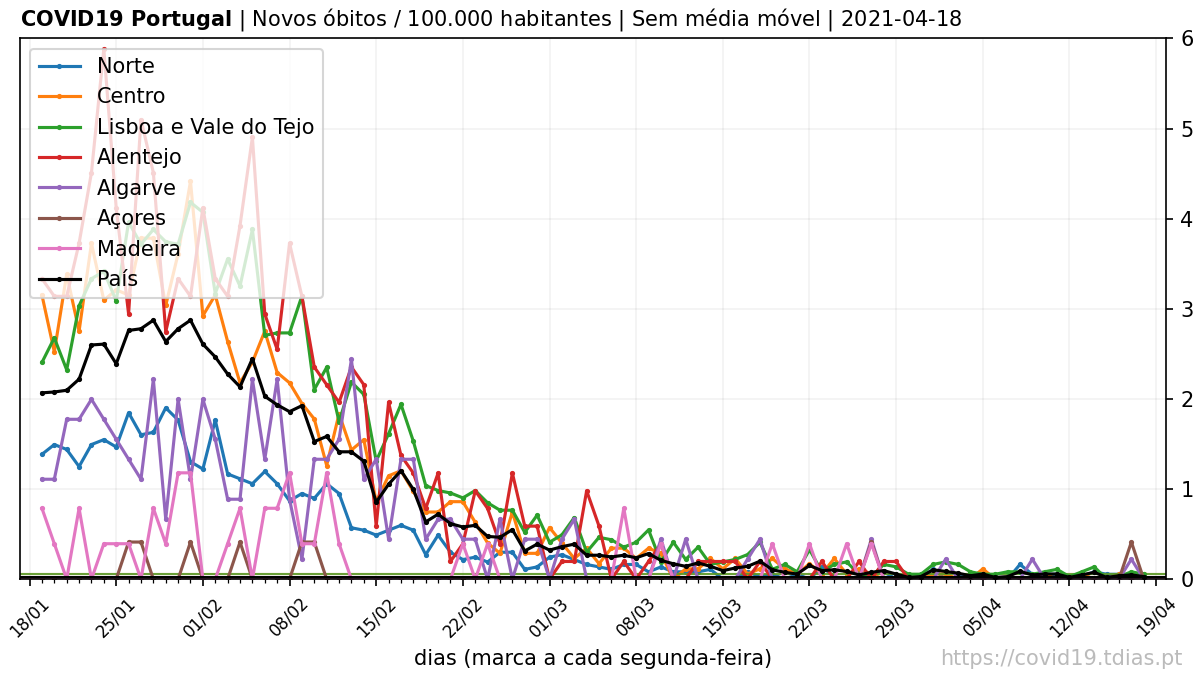 COVID19 Portugal | Novos óbitos / 100.000 habitantes | Sem média móvel | 2021-04-18
Norte
Centro
Lisboa e Vale do Tejo
Alentejo
Algarve
Açores
Madeira
País
6
5
4
3
2
1
0
18/01
25/01
01/02
08/02
15/02
22/02
01/03
08/03
15/03
22/03
29/03
05/04
12/04
19/04
dias (marca a cada segunda-feira)
https://covid19.tdias.pt